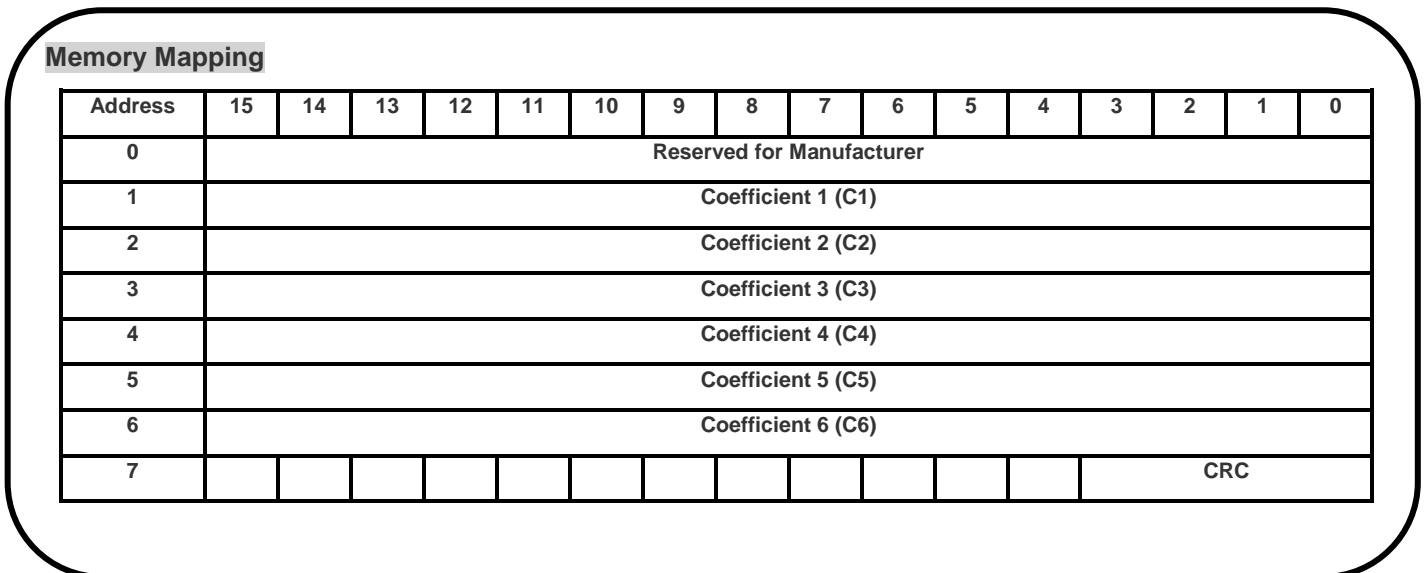 Memory Mapping
Address 15 14 13 12 11 10 9 8 7 6 5 4 3 2 1 0
0 Reserved for Manufacturer
1 Coefficient 1 (C1)
2 Coefficient 2 (C2)
3 Coefficient 3 (C3)
4 Coefficient 4 (C4)
5 Coefficient 5 (C5)
6 Coefficient 6 (C6)
7 CRC